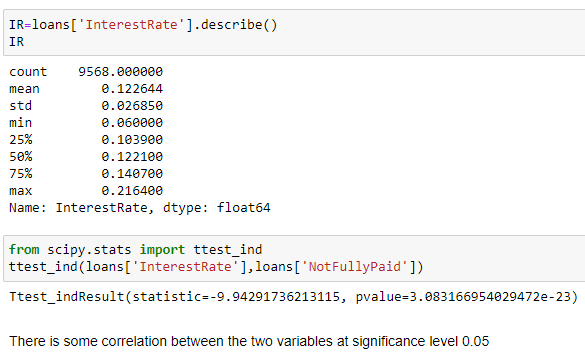 IR=loans['InterestRate'].describe()
IR
count    9568.000000
mean        0.122644
std         0.026850
min         0.060000
25%         0.103900
50%         0.122100
75%         0.140700
max         0.216400
Name: InterestRate, dtype: float64
from scipy.stats import ttest_ind
ttest_ind(loans['InterestRate'],loans['NotFullyPaid'])
Ttest_indResult(statistic=-9.94291736213115, pvalue=3.083166954029472e-23)
There is some correlation between the two variables at significance level 0.05